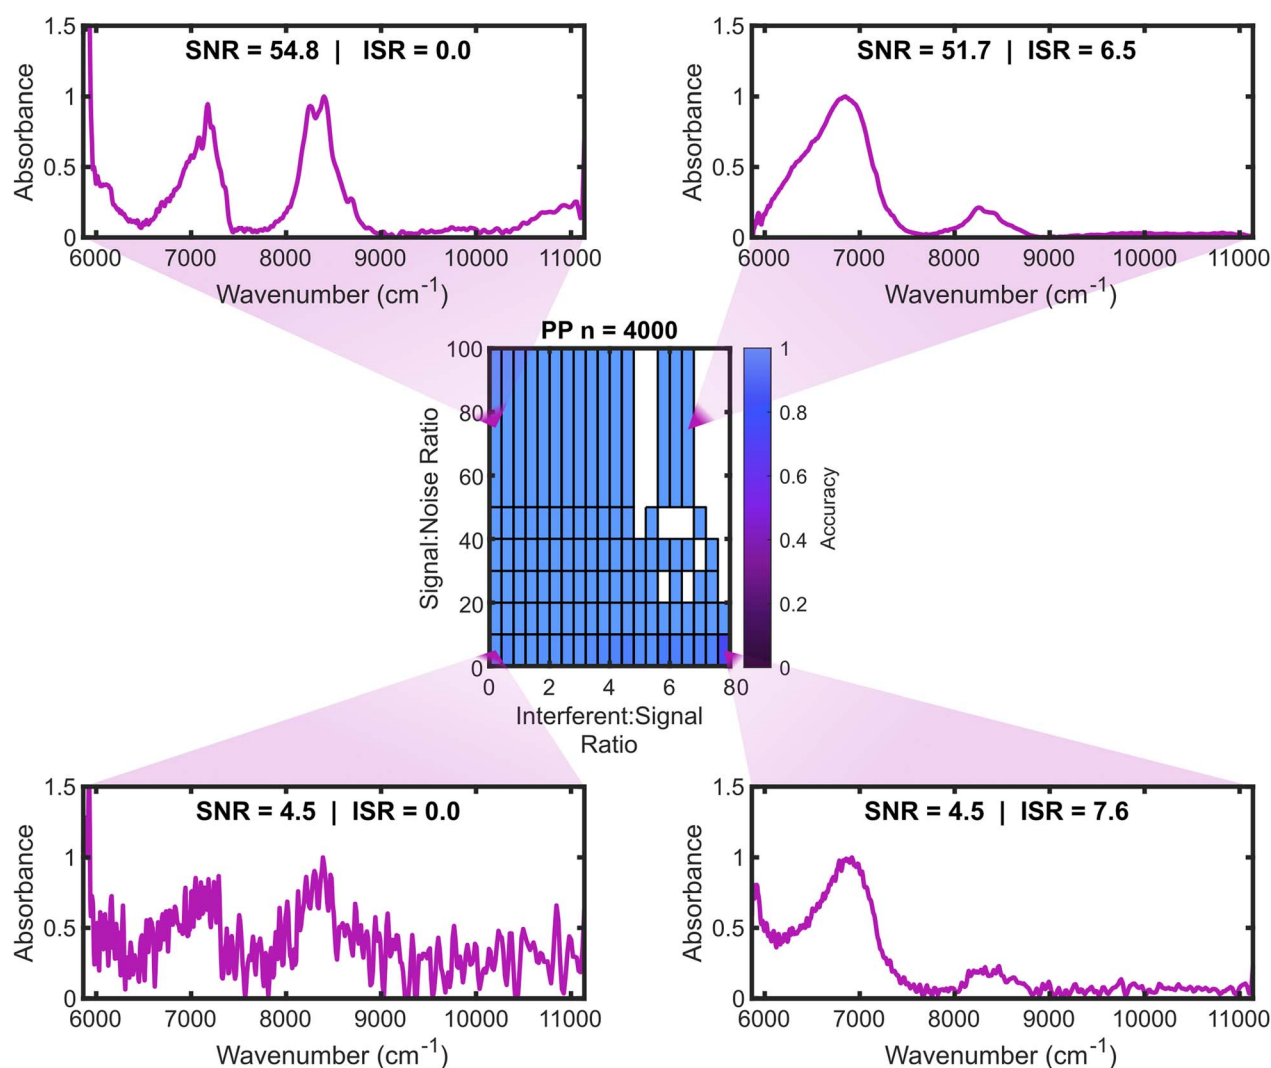 SNR = 54.8 | ISR = 0.0
1.5
1
0.5
0
Absorbance
6000 7000 8000 9000 10000 11000
Wavenumber (cm-1)
SNR = 51.7 | ISR = 6.5
1.5
1
0.5
0
Absorbance
6000 7000 8000 9000 10000 11000
Wavenumber (cm-1)
PP n = 4000
100
80
60
40
20
0
Signal:Noise Ratio
0 2 4 6 8
Interferent:Signal
Ratio
1
0.8
0.6
0.4
0.2
0
0
Accuracy
SNR = 4.5 | ISR = 0.0
1.5
1
0.5
0
Absorbance
6000 7000 8000 9000 10000 11000
Wavenumber (cm-1)
SNR = 4.5 | ISR = 7.6
1.5
1
0.5
0
Absorbance
6000 7000 8000 9000 10000 11000
Wavenumber (cm-1)